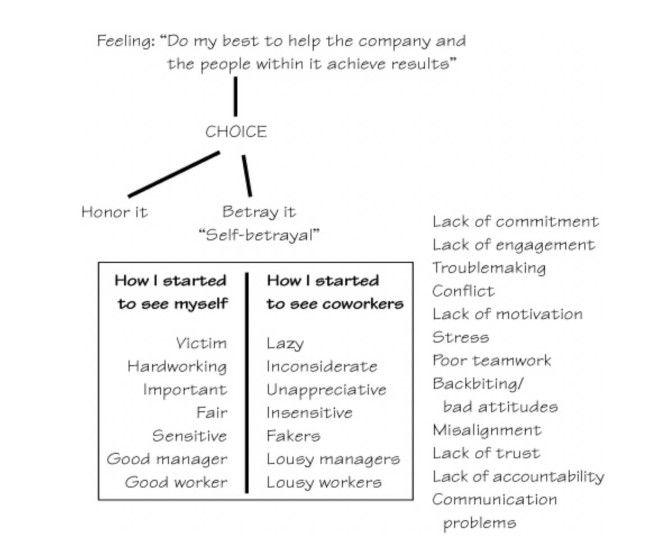 Feeling: "Do my best to help the company and
the people within it achieve results"
CHOICE
Honor it
Betray it
"Self-betrayal"
How I started
to see myself
Victim
Hardworking
Important
Fair
Sensitive
Good manager
Good worker
How I started
to see coworkers
Lazy
Inconsiderate
Unappreciative
Insensitive
Fakers
Lousy managers
Lousy workers
Lack of commitment
Lack of engagement
Troublemaking
Conflict
Lack of motivation
Stress
Poor teamwork
Backbiting/
bad attitudes
Misalignment
Lack of trust
Lack of accountability
Communication
problems